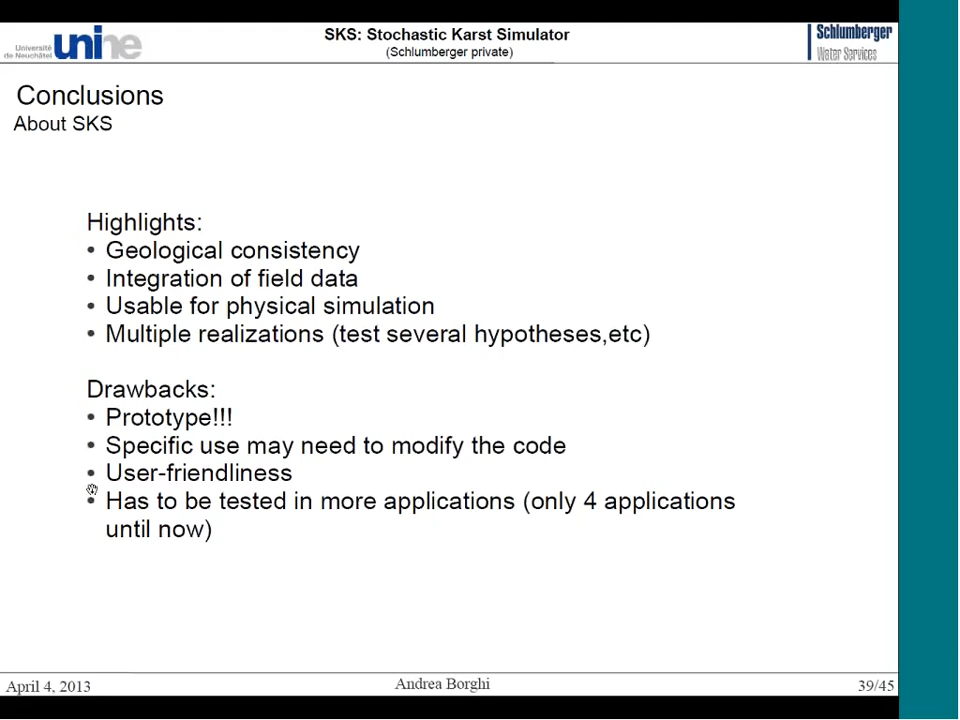 Université
de Neuchâtel
unine
SKS: Stochastic Karst Simulator
(Schlumberger private)
Schlumberger
Water Services
Conclusions
About SKS
Highlights:
• Geological consistency
• Integration of field data
• Usable for physical simulation
• Multiple realizations (test several hypotheses,etc)
Drawbacks:
• Prototype!!!
• Specific use may need to modify the code
• User-friendliness
• Has to be tested in more applications (only 4 applications
until now)
April 4, 2013
Andrea Borghi
39/45